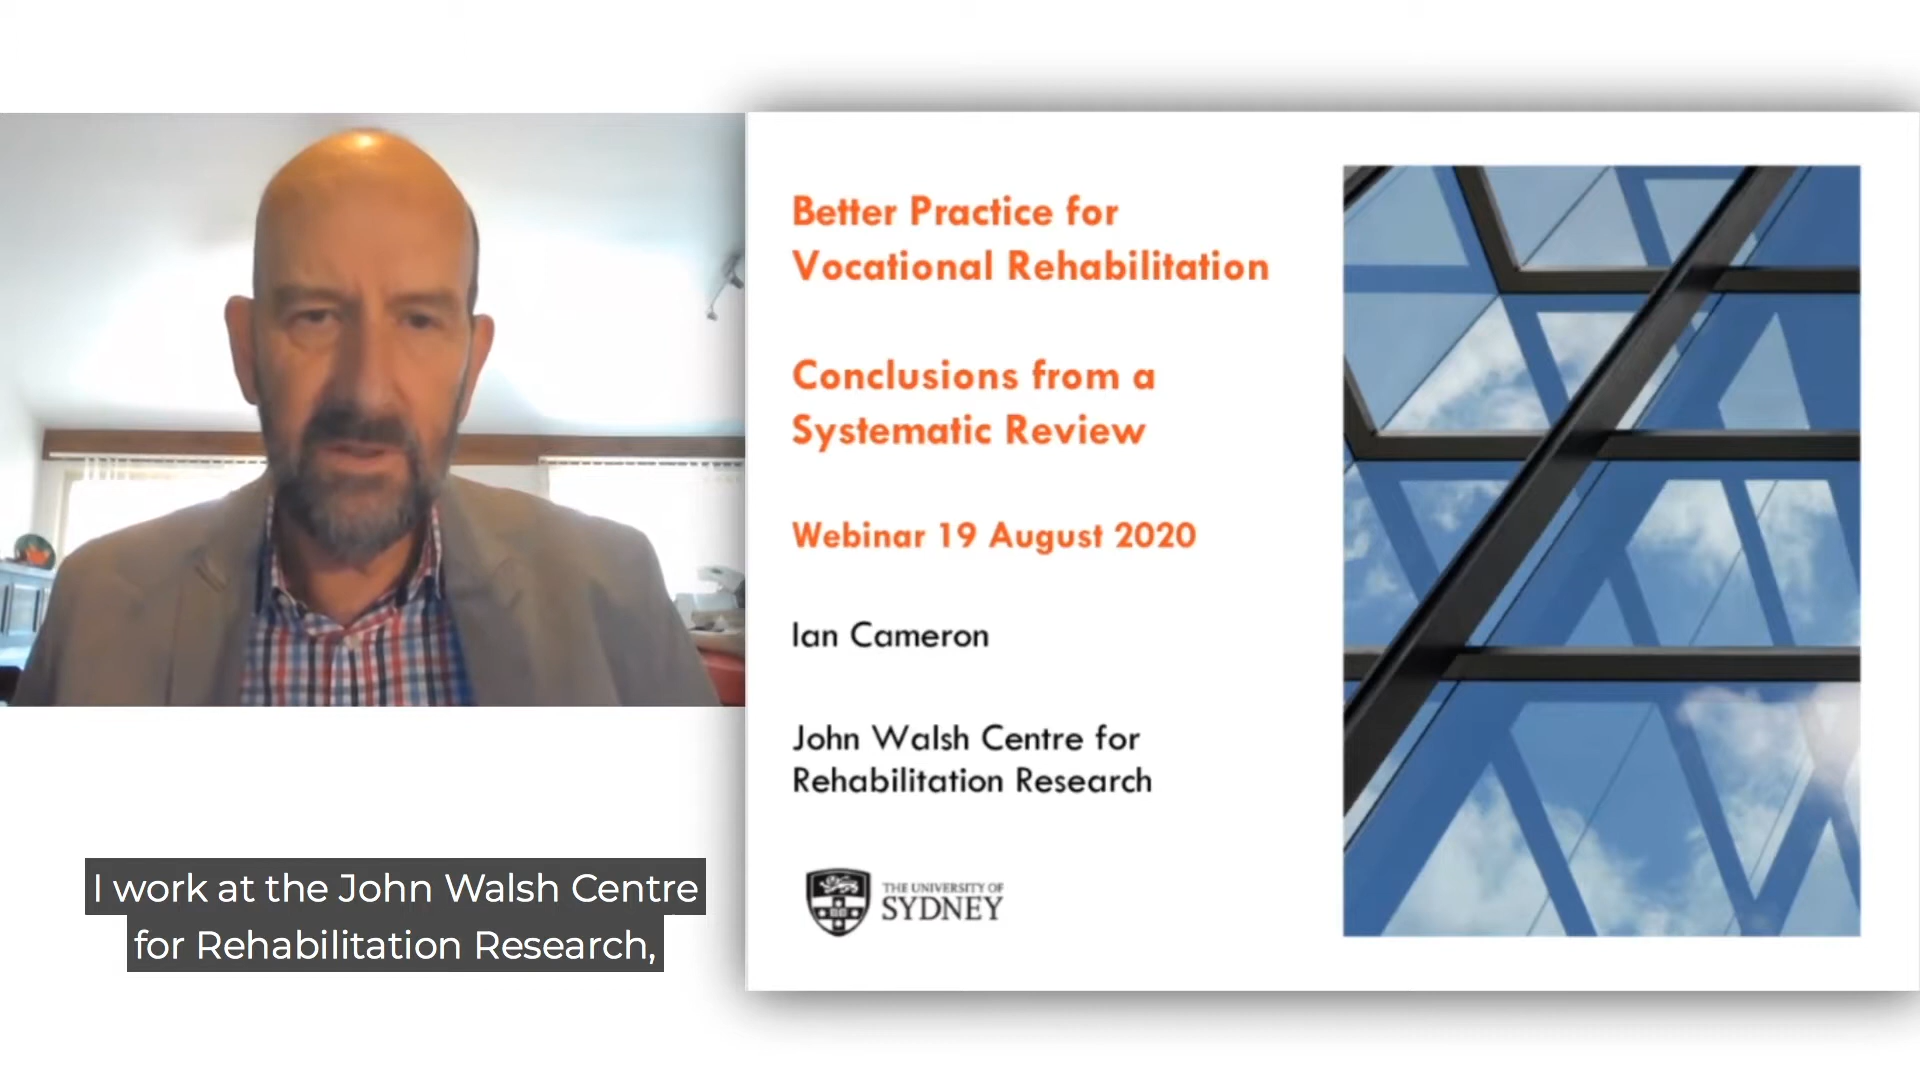 Better Practice for
Vocational Rehabilitation
Conclusions from a
Systematic Review
Webinar 19 August 2020
Ian Cameron
John Walsh Centre for
Rehabilitation Research
THE UNIVERSITY OF
SYDNEY
I work at the John Walsh Centre
for Rehabilitation Research,